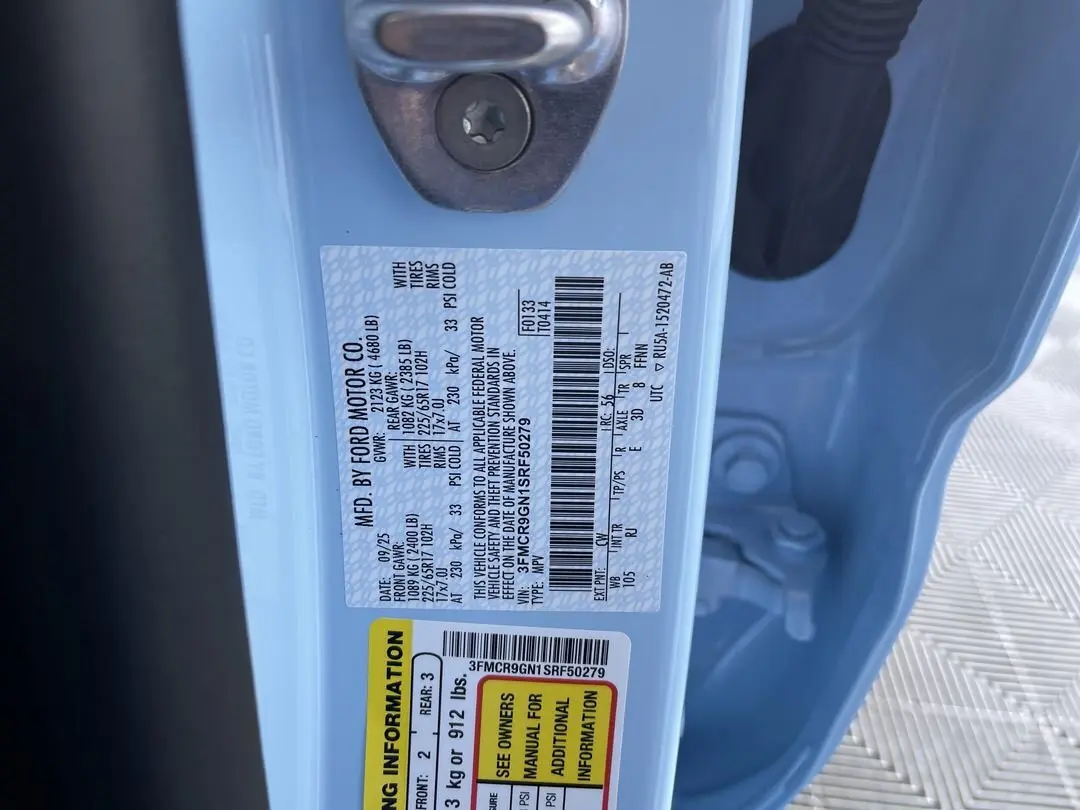 MFD. BY FORD MOTOR CO.
DATE: 09/25 GVWR: 2123 KG ( 4680 LB)
FRONT GAWR: REAR GAWR:
1089 KG ( 2400 LB) WITH 1082 KG ( 2385 LB) WITH
225/65R17 102H TIRES 225/65R17 102H TIRES
17x7.0J RIMS 17x7.0J RIMS
AT 230 kPa/ 33 PSI COLD AT 230 kPa/ 33 PSI COLD
THIS VEHICLE CONFORMS TO ALL APPLICABLE FEDERAL MOTOR
VEHICLE SAFETY AND THEFT PREVENTION STANDARDS IN
EFFECT ON THE DATE OF MANUFACTURE SHOWN ABOVE.
VIN: 3FMCR9GN1SRF50279 F0133
TYPE: MPV T0414
EXT PNT: CW RC: 56 DSO:
WB INT TR TP/PS R AXLE TR SPR
105 RJ E 3D 8 FFNN
UTC ▽ RU5A-1520472-AB
NG INFORMATION
FRONT: 2 REAR: 3
3 kg or 912 lbs.
3FMCR9GN1SRF50279
SEE OWNERS
MANUAL FOR
ADDITIONAL
INFORMATION
URE
PSI
PSI